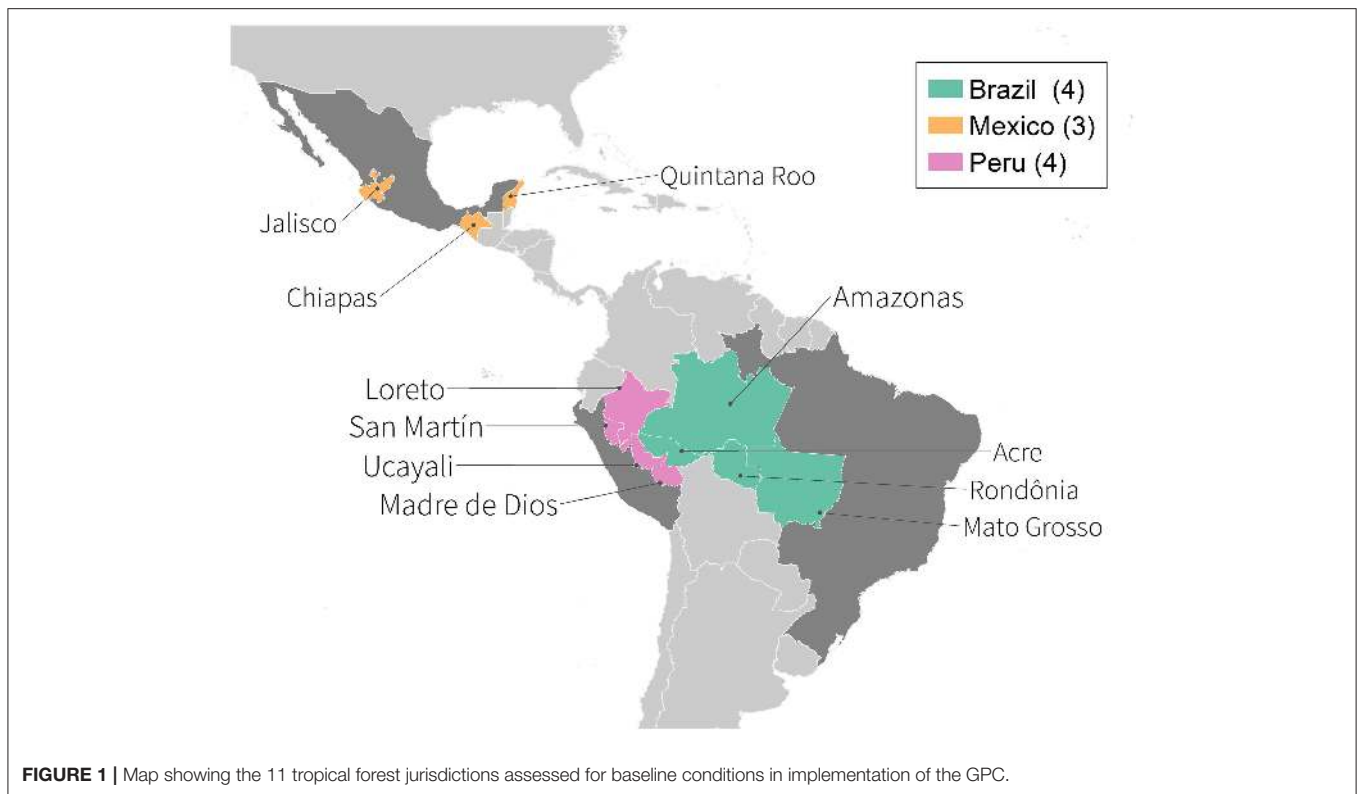 Brazil (4)
Mexico (3)
Peru (4)
Quintana Roo
Jalisco
Chiapas
Amazonas
Loreto
San Martín
Ucayali
Madre de Dios
Acre
Rondônia
Mato Grosso
FIGURE 1 | Map showing the 11 tropical forest jurisdictions assessed for baseline conditions in implementation of the GPC.